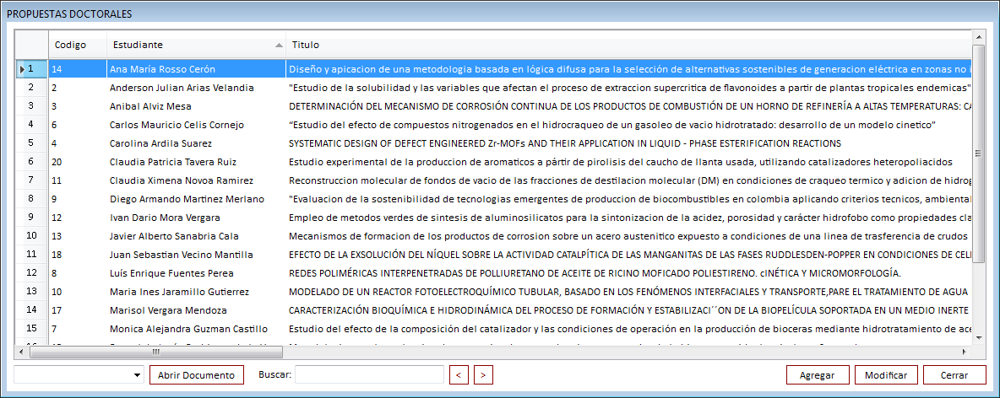 PROPUESTAS DOCTORALES
Codigo Estudiante Titulo
1 14 Ana María Rosso Cerón Diseño y apicacion de una metodologia basada en lógica difusa para la selección de alternativas sostenibles de generacion eléctrica en zonas no
2 2 Anderson Julian Arias Velandia "Estudio de la solubilidad y las variables que afectan el proceso de extraccion supercritica de flavonoides a partir de plantas tropicales endemicas"
3 3 Anibal Alviz Mesa DETERMINACIÓN DEL MECANISMO DE CORROSIÓN CONTINUA DE LOS PRODUCTOS DE COMBUSTIÓN DE UN HORNO DE REFINERÍA A ALTAS TEMPERATURAS: CA
4 6 Carlos Mauricio Celis Cornejo “Estudio del efecto de compuestos nitrogenados en el hidrocraqueo de un gasoleo de vacio hidrotratado: desarrollo de un modelo cinetico”
5 4 Carolina Ardila Suarez SYSTEMATIC DESIGN OF DEFECT ENGINEERED Zr-MOFs AND THEIR APPLICATION IN LIQUID - PHASE ESTERIFICATION REACTIONS
6 20 Claudia Patricia Tavera Ruiz Estudio experimental de la produccion de aromaticos a pártir de pirolisis del caucho de llanta usada, utilizando catalizadores heteropoliacidos
7 11 Claudia Ximena Novoa Ramirez Reconstruccion molecular de fondos de vacio de las fracciones de destilacion molecular (DM) en condiciones de craqueo termico y adicion de hidrog
8 9 Diego Armando Martinez Merlano "Evaluacion de la sostenibilidad de tecnologias emergentes de produccion de biocombustibles en colombia aplicando criterios tecnicos, ambiental
9 12 Ivan Dario Mora Vergara Empleo de metodos verdes de sintesis de aluminosilicatos para la sintonizacion de la acidez, porosidad y carácter hidrofobo como propiedades cla
10 13 Javier Alberto Sanabria Cala Mecanismos de formacion de los productos de corrosion sobre un acero austenitico expuesto a condiciones de una linea de trasferencia de crudos
11 18 Juan Sebastian Vecino Mantilla EFECTO DE LA EXSOLUCIÓN DEL NÍQUEL SOBRE LA ACTIVIDAD CATALPÍTICA DE LAS MANGANITAS DE LAS FASES RUDDLESDEN-POPPER EN CONDICIONES DE CEL
12 8 Luís Enrique Fuentes Perea REDES POLIMÉRICAS INTERPENETRADAS DE POLLIURETANO DE ACEITE DE RICINO MOFICADO POLIESTIRENO. cINÉTICA Y MICROMORFOLOGÍA.
13 10 Maria Ines Jaramillo Gutierrez MODELADO DE UN REACTOR FOTOELECTROQUÍMICO TUBULAR, BASADO EN LOS FENÓMENOS INTERFACIALES Y TRANSPORTE,PARE EL TRATAMIENTO DE AGUA
14 17 Marisol Vergara Mendoza CARACTERIZACIÓN BIOQUÍMICA E HIDRODINÁMICA DEL PROCESO DE FORMACIÓN Y ESTABILIZACI´´ON DE LA BIOPELÍCULA SOPORTADA EN UN MEDIO INERTE
15 7 Monica Alejandra Guzman Castillo Estudio del efecto de la composición del catalizador y las condiciones de operación en la producción de bioceras mediante hidrotratamiento de ace
Abrir Documento Buscar: < > Agregar Modificar Cerrar